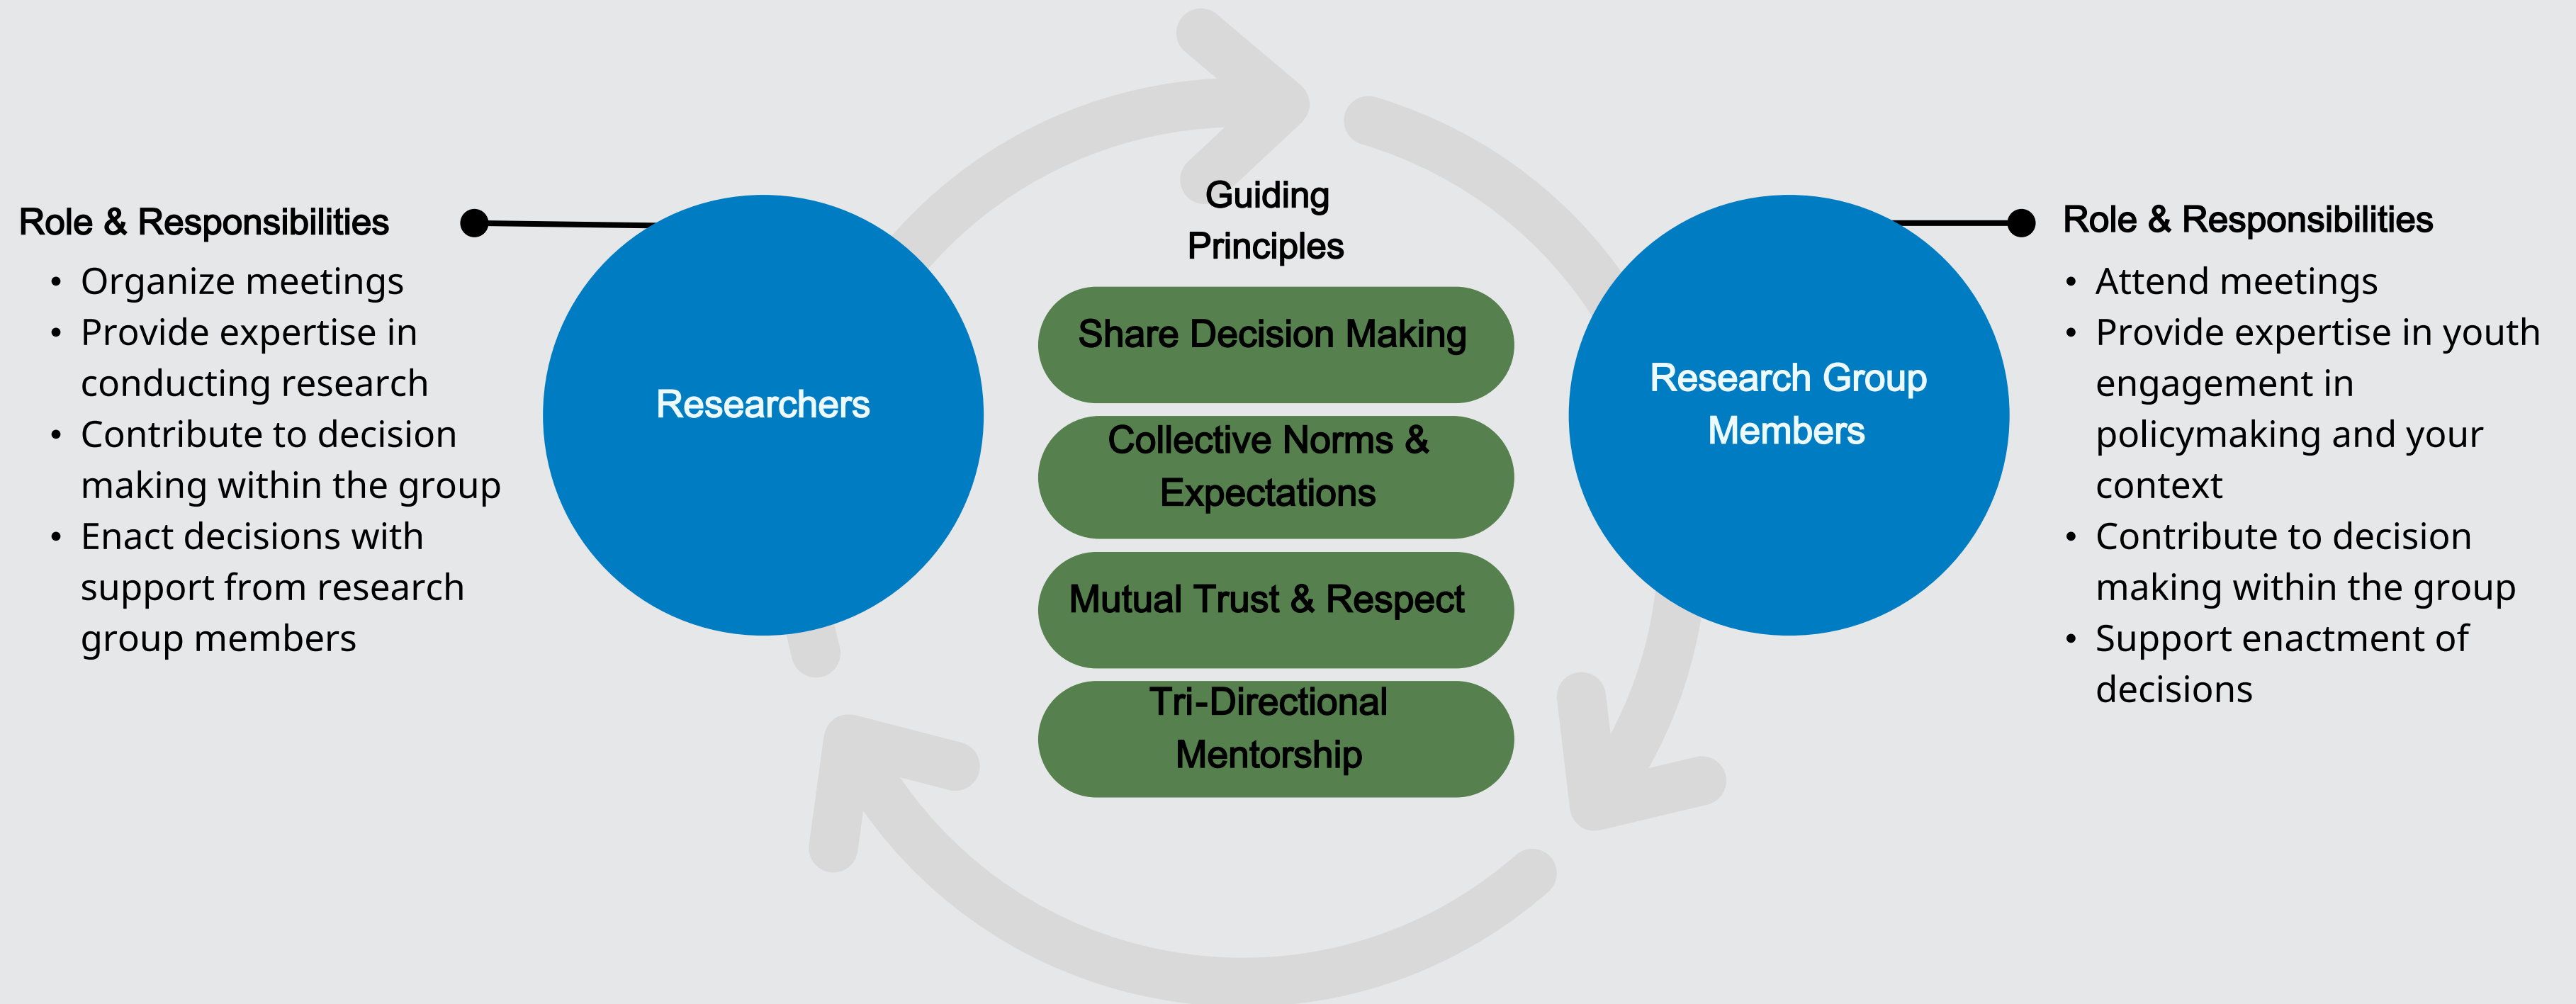 Role & Responsibilities
• Organize meetings
• Provide expertise in
conducting research
• Contribute to decision
making within the group
• Enact decisions with
support from research
group members
Researchers
Guiding
Principles
Share Decision Making
Collective Norms &
Expectations
Mutual Trust & Respect
Tri-Directional
Mentorship
Research Group
Members
Role & Responsibilities
• Attend meetings
• Provide expertise in youth
engagement in
policymaking and your
context
• Contribute to decision
making within the group
• Support enactment of
decisions